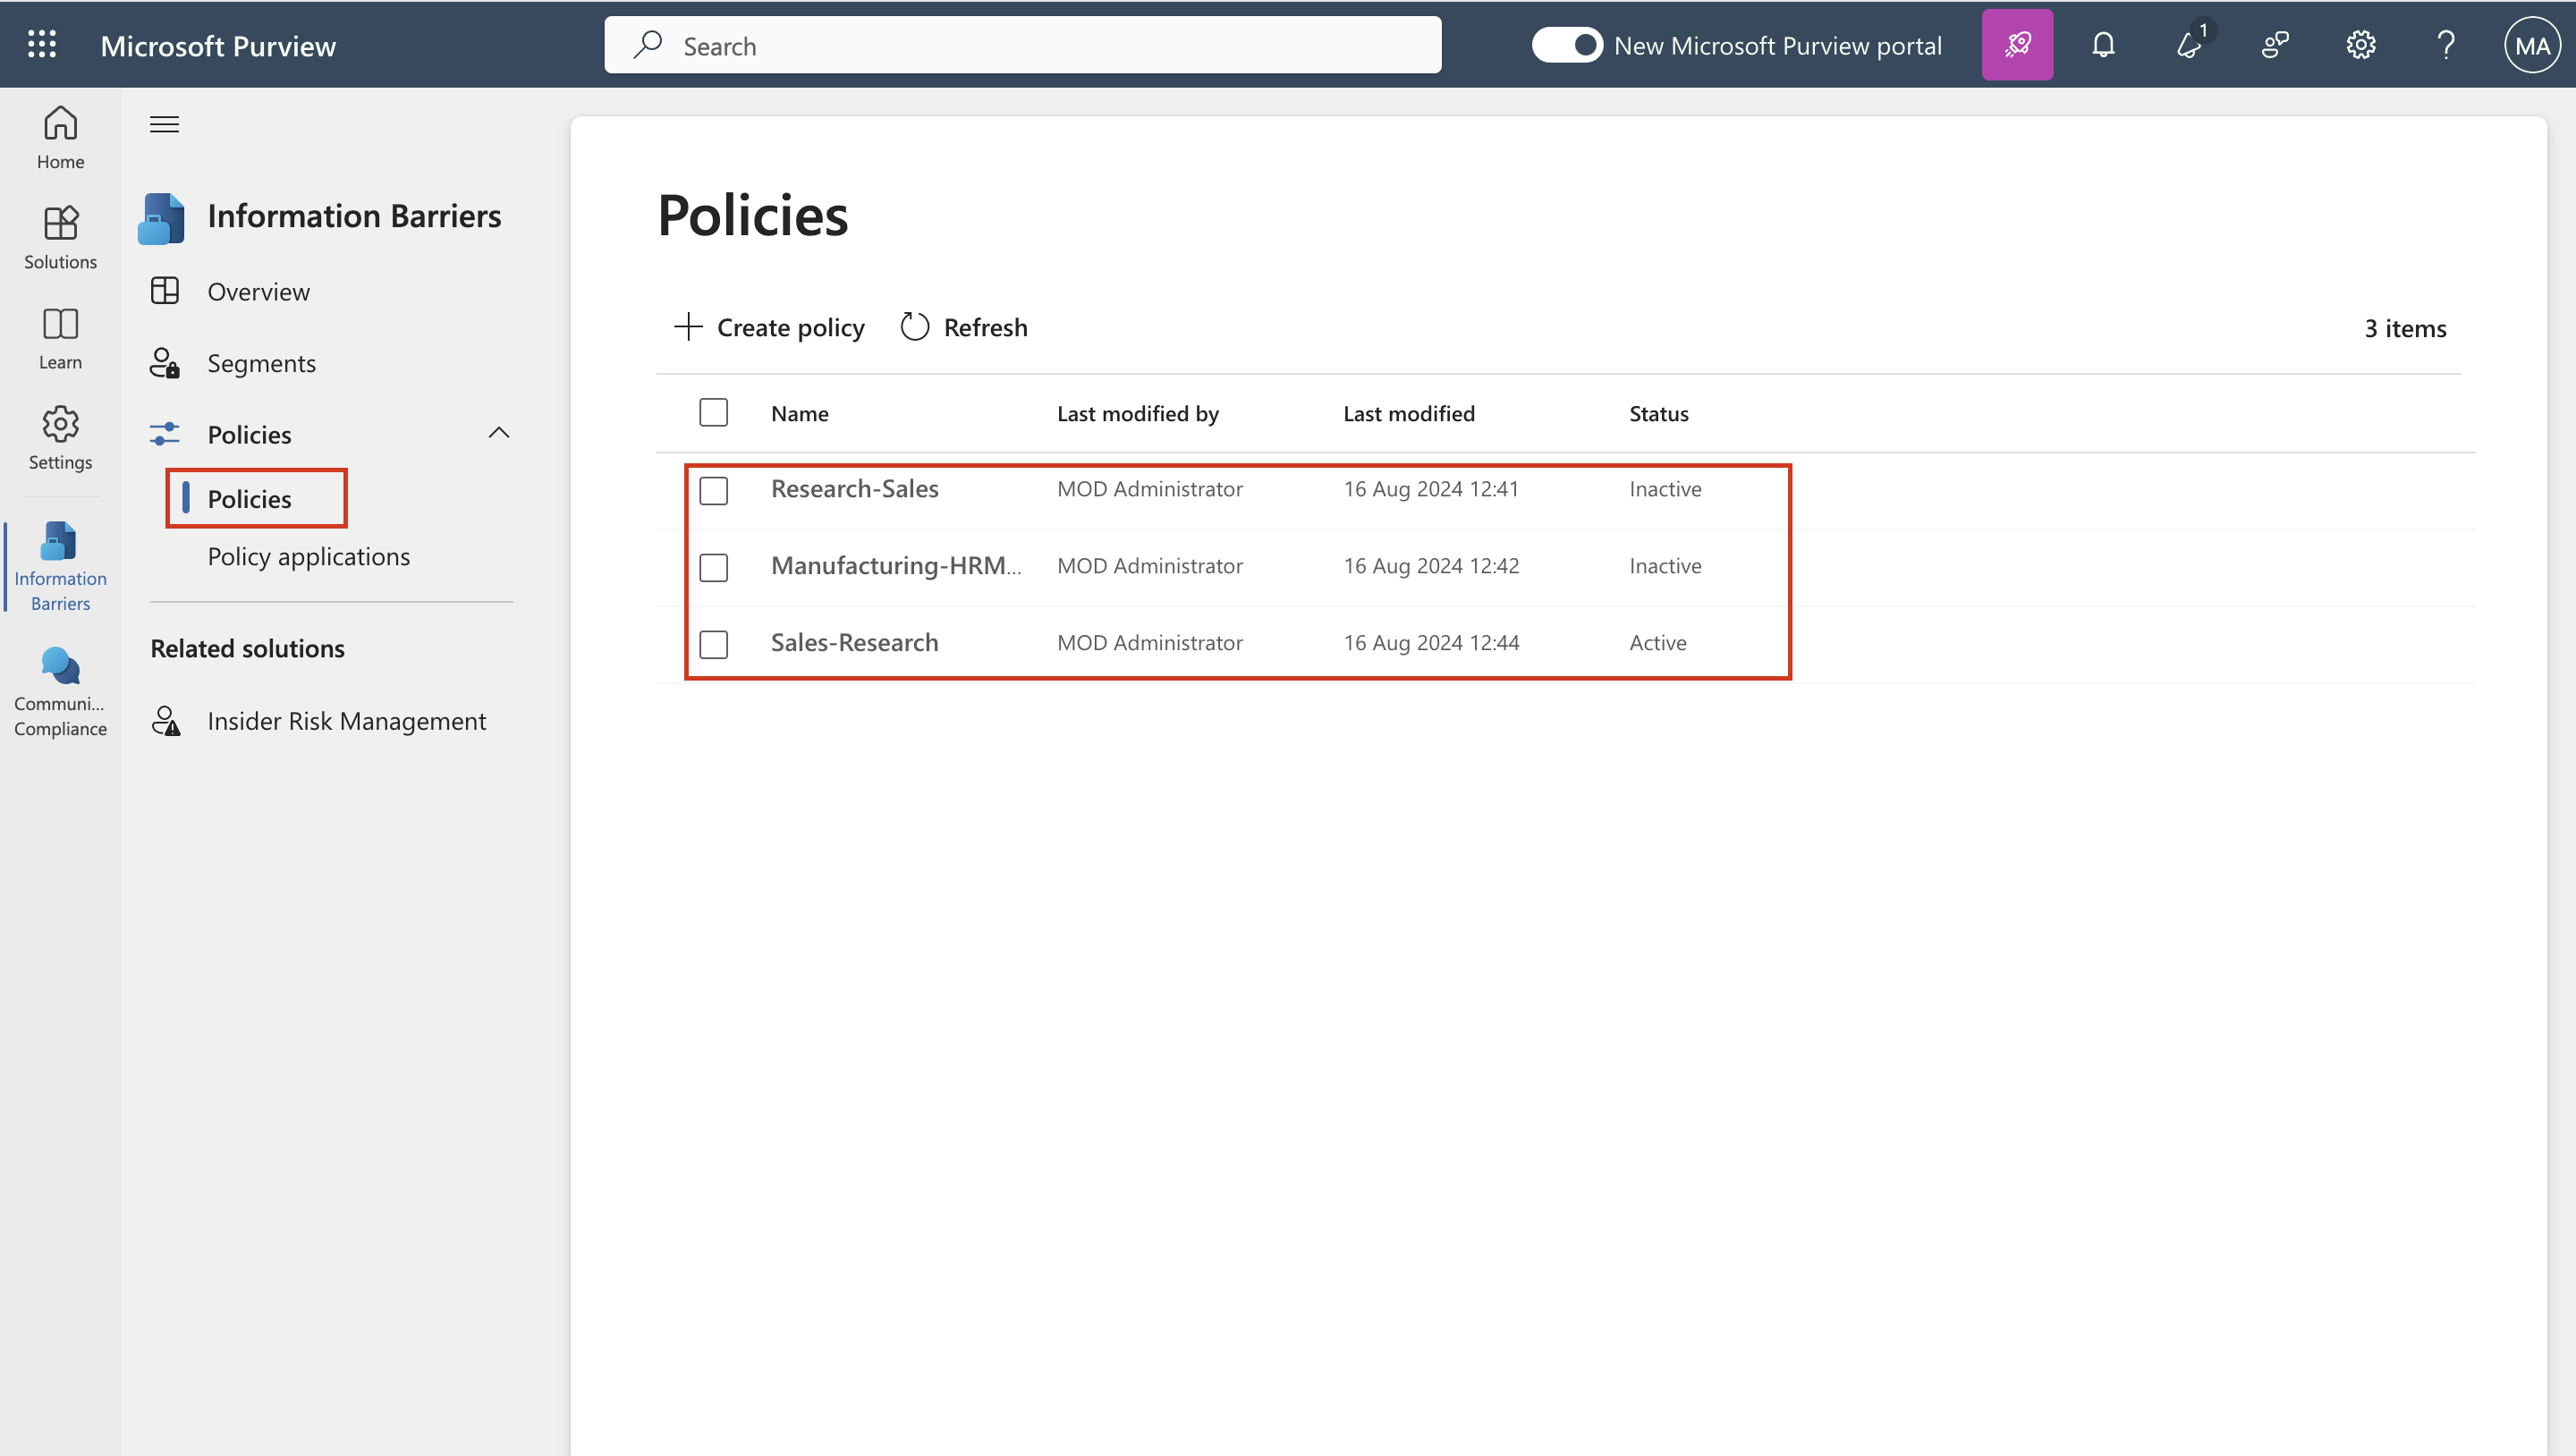 Microsoft Purview
Search
New Microsoft Purview portal
1
MA
Home
Solutions
Learn
Settings
Information
Barriers
Communi...
Compliance
Information Barriers
Overview
Segments
Policies
Policies
Policy applications
Related solutions
Insider Risk Management
Policies
Create policy
Refresh
3 items
Name Last modified by Last modified Status
Research-Sales MOD Administrator 16 Aug 2024 12:41 Inactive
Manufacturing-HRM... MOD Administrator 16 Aug 2024 12:42 Inactive
Sales-Research MOD Administrator 16 Aug 2024 12:44 Active